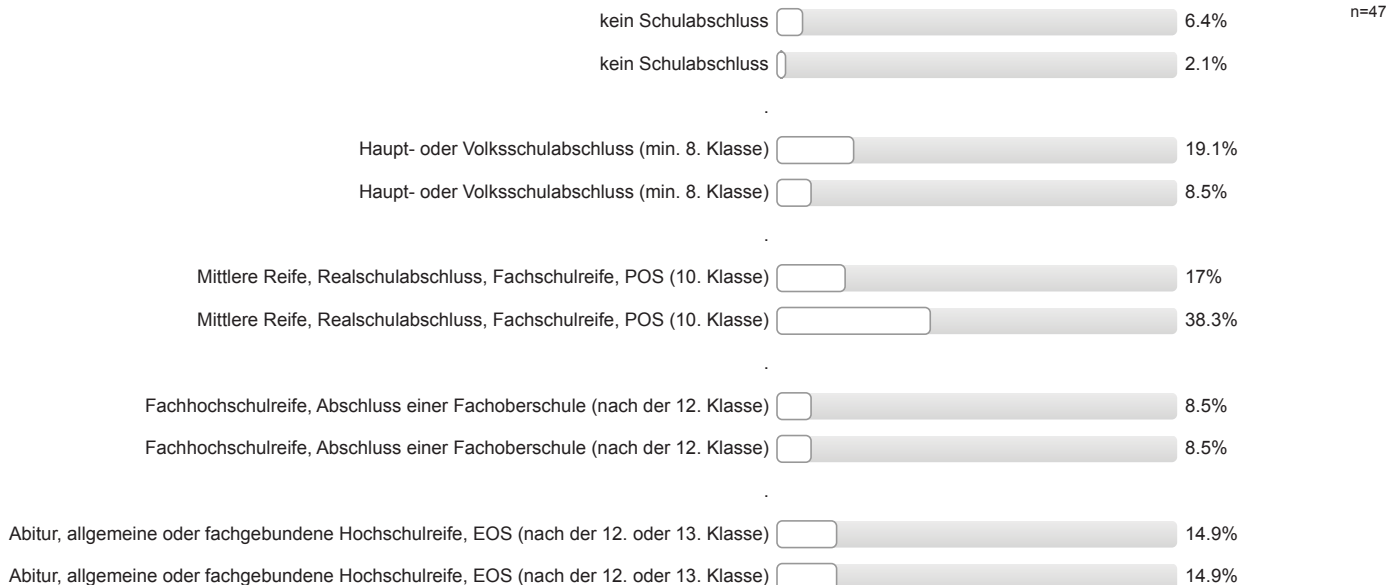 kein Schulabschluss 6.4% n=47
kein Schulabschluss 2.1%
.
Haupt- oder Volksschulabschluss (min. 8. Klasse) 19.1%
Haupt- oder Volksschulabschluss (min. 8. Klasse) 8.5%
.
Mittlere Reife, Realschulabschluss, Fachschulreife, POS (10. Klasse) 17%
Mittlere Reife, Realschulabschluss, Fachschulreife, POS (10. Klasse) 38.3%
.
Fachhochschulreife, Abschluss einer Fachoberschule (nach der 12. Klasse) 8.5%
Fachhochschulreife, Abschluss einer Fachoberschule (nach der 12. Klasse) 8.5%
.
Abitur, allgemeine oder fachgebundene Hochschulreife, EOS (nach der 12. oder 13. Klasse) 14.9%
Abitur, allgemeine oder fachgebundene Hochschulreife, EOS (nach der 12. oder 13. Klasse) 14.9%